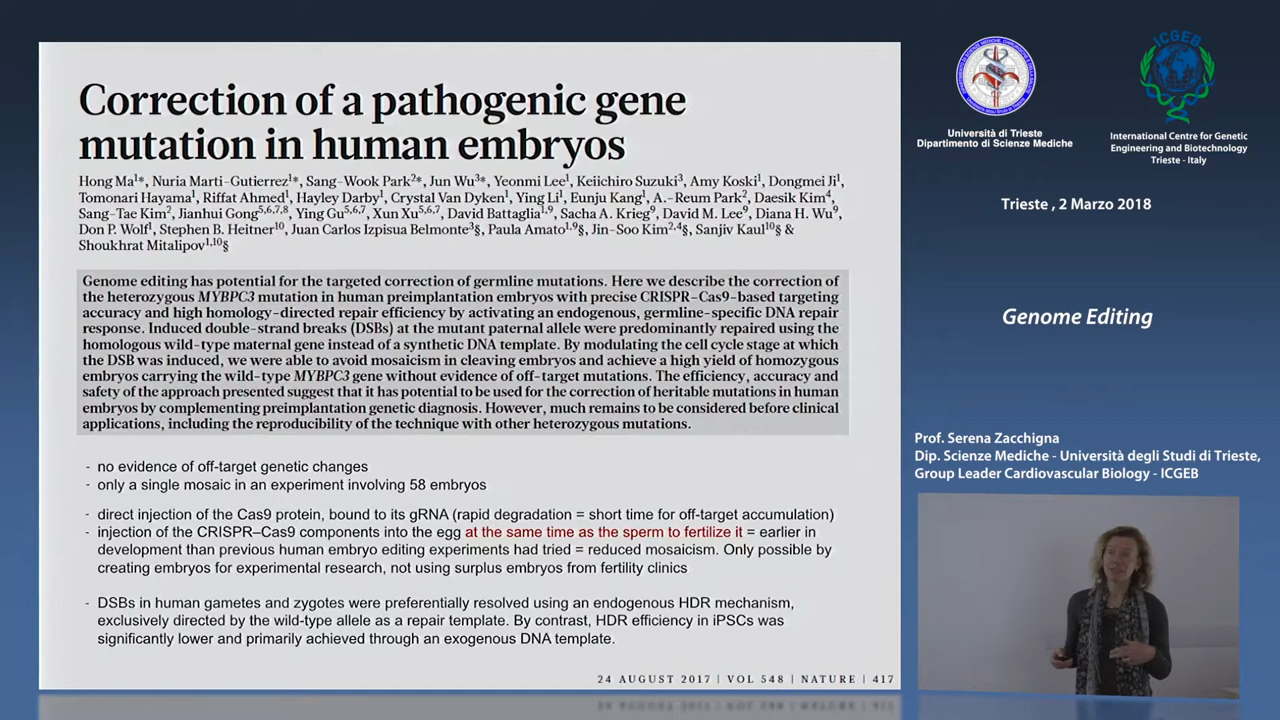 Correction of a pathogenic gene
mutation in human embryos
Hong Ma1*, Nuria Marti-Gutierrez1*, Sang-Wook Park2*, Jun Wu3*, Yeonmi Lee1, Keiichiro Suzuki3, Amy Koski1, Dongmei Ji1,
Tomonari Hayama1, Riffat Ahmed1, Hayley Darby1, Crystal Van Dyken1, Ying Li1, Eunju Kang1, A.-Reum Park2, Daesik Kim4,
Sang-Tae Kim2, Jianhui Gong5,6,7,8, Ying Gu5,6,7, Xun Xu5,6,7, David Battaglia1,9, Sacha A. Krieg9, David M. Lee9, Diana H. Wu9,
Don P. Wolf1, Stephen B. Heitner10, Juan Carlos Izpisua Belmonte3§, Paula Amato1,9§, Jin-Soo Kim2,4§, Sanjiv Kaul10§ &
Shoukhrat Mitalipov1,10§
Genome editing has potential for the targeted correction of germline mutations. Here we describe the correction of
the heterozygous MYBPC3 mutation in human preimplantation embryos with precise CRISPR–Cas9-based targeting
accuracy and high homology-directed repair efficiency by activating an endogenous, germline-specific DNA repair
response. Induced double-strand breaks (DSBs) at the mutant paternal allele were predominantly repaired using the
homologous wild-type maternal gene instead of a synthetic DNA template. By modulating the cell cycle stage at which
the DSB was induced, we were able to avoid mosaicism in cleaving embryos and achieve a high yield of homozygous
embryos carrying the wild-type MYBPC3 gene without evidence of off-target mutations. The efficiency, accuracy and
safety of the approach presented suggest that it has potential to be used for the correction of heritable mutations in human
embryos by complementing preimplantation genetic diagnosis. However, much remains to be considered before clinical
applications, including the reproducibility of the technique with other heterozygous mutations.
- no evidence of off-target genetic changes
- only a single mosaic in an experiment involving 58 embryos
- direct injection of the Cas9 protein, bound to its gRNA (rapid degradation = short time for off-target accumulation)
- injection of the CRISPR–Cas9 components into the egg at the same time as the sperm to fertilize it = earlier in
development than previous human embryo editing experiments had tried = reduced mosaicism. Only possible by
creating embryos for experimental research, not using surplus embryos from fertility clinics
- DSBs in human gametes and zygotes were preferentially resolved using an endogenous HDR mechanism,
exclusively directed by the wild-type allele as a repair template. By contrast, HDR efficiency in iPSCs was
significantly lower and primarily achieved through an exogenous DNA template.
24 AUGUST 2017 | VOL 548 | NATURE | 417
ICGEB
Università di Trieste
Dipartimento di Scienze Mediche
International Centre for Genetic
Engineering and Biotechnology
Trieste - Italy
Trieste , 2 Marzo 2018
Genome Editing
Prof. Serena Zacchigna
Dip. Scienze Mediche - Università degli Studi di Trieste,
Group Leader Cardiovascular Biology - ICGEB